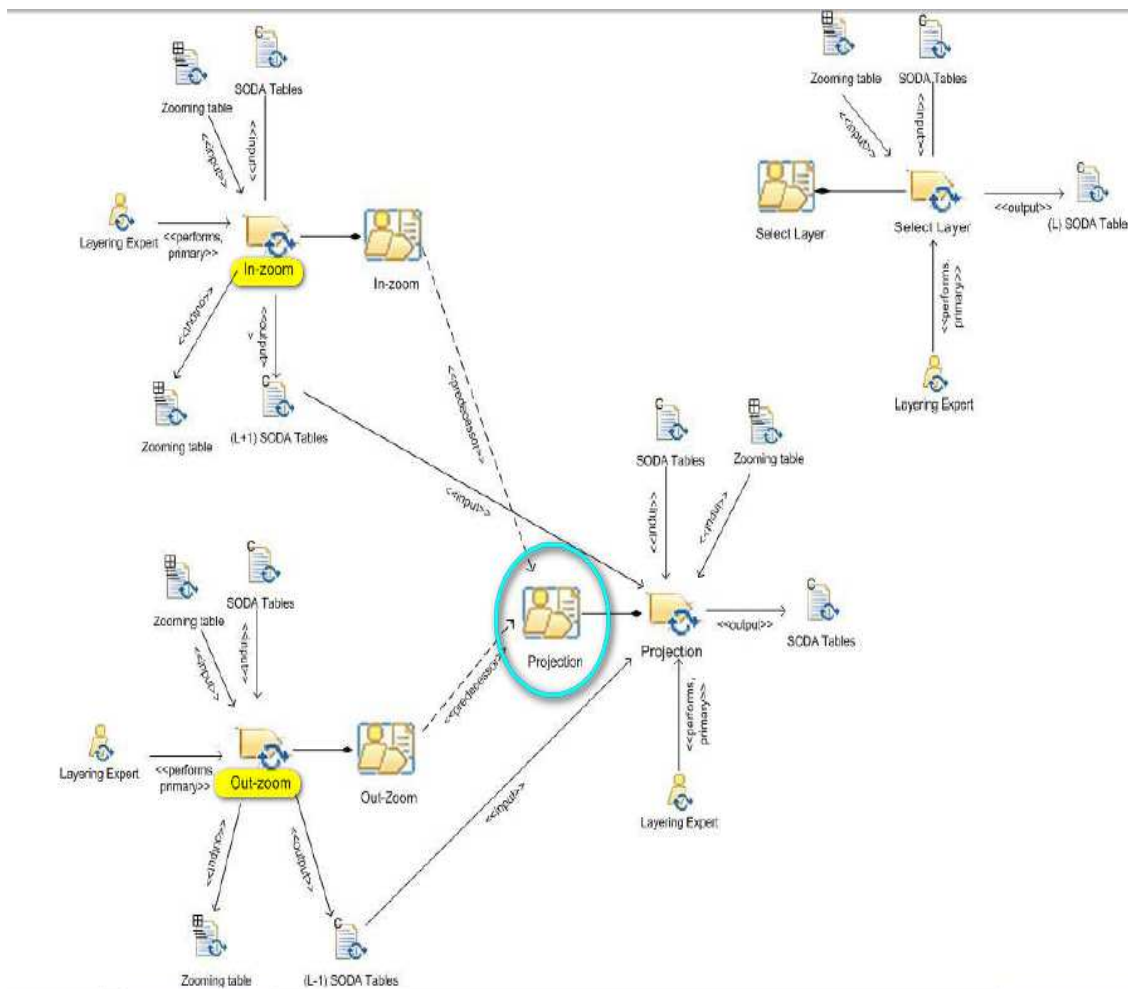 SODA Tables
Zooming table
<<input>>
<<input>>
Layering Expert
<<performs,
primary>>
In-zoom
In-zoom
<<output>>
<<output>>
Zooming table
(L+1) SODA Tables
<<predecessor>>
<<input>>
Zooming table
SODA Tables
<<input>>
<<input>>
Select Layer
Select Layer
<<output>>
(L) SODA Table
<<performs,
primary>>
Layering Expert
SODA Tables
Zooming table
<<input>>
<<input>>
Projection
Projection
<<output>>
SODA Tables
<<performs,
primary>>
Layering Expert
Zooming table
SODA Tables
<<input>>
<<input>>
Layering Expert
<<performs,
primary>>
Out-zoom
Out-Zoom
<<predecessor>>
<<input>>
<<output>>
<<output>>
Zooming table
(L-1) SODA Tables